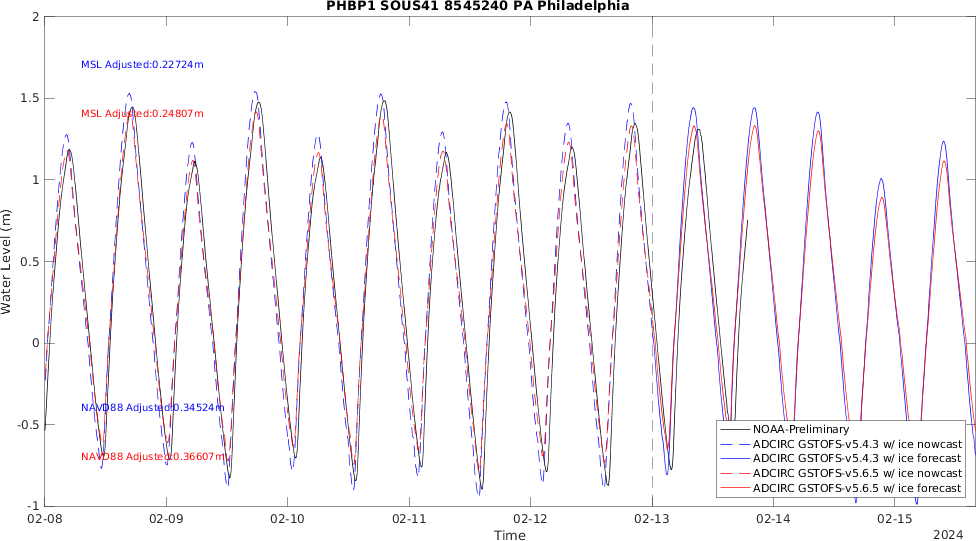 PHBP1 SOUS41 8545240 PA Philadelphia
2
MSL Adjusted:0.22724m
1.5
MSL Adjusted:0.24807m
1
Water Level (m)
0.5
0
NAVD88 Adjusted:0.34524m
-0.5
NAVD88 Adjusted:0.36607m
NOAA-Preliminary
ADCIRC GSTOFS-v5.4.3 w/ ice nowcast
ADCIRC GSTOFS-v5.4.3 w/ ice forecast
ADCIRC GSTOFS-v5.6.5 w/ ice nowcast
ADCIRC GSTOFS-v5.6.5 w/ ice forecast
-1
02-08 02-09 02-10 02-11 02-12 02-13 02-14 02-15
Time
2024